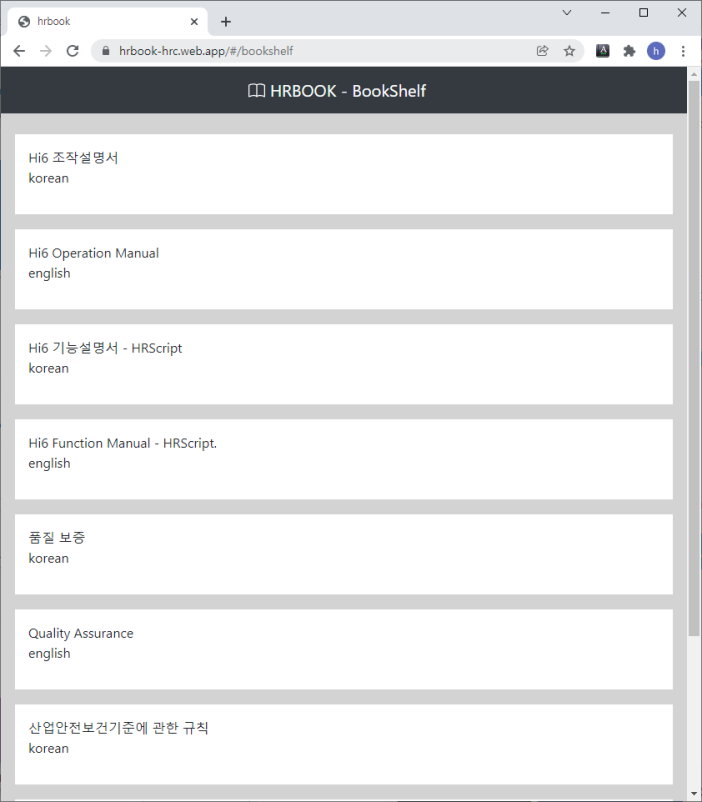 hrbook
hrbook-hrc.web.app/#/bookshelf
A
h
HRBOOK - BookShelf
Hi6 조작설명서
korean
Hi6 Operation Manual
english
Hi6 기능설명서 - HRScript
korean
Hi6 Function Manual - HRScript.
english
품질 보증
korean
Quality Assurance
english
산업안전보건기준에 관한 규칙
korean